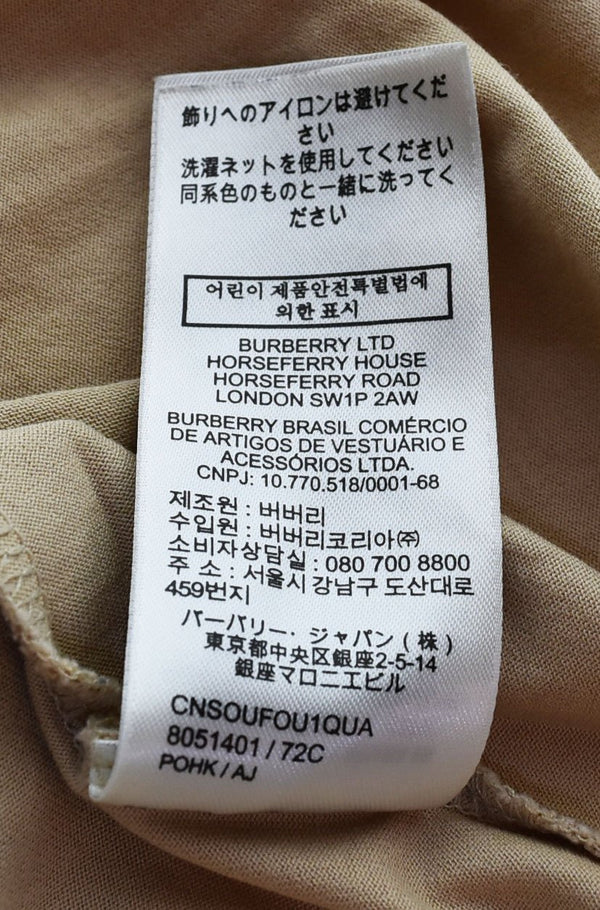 飾りへのアイロンは避けてくだ
さい
洗濯ネットを使用してください
同系色のものと一緒に洗ってく
ださい
어린이 제품안전특별법에
의한 표시
BURBERRY LTD
HORSEFERRY HOUSE
HORSEFERRY ROAD
LONDON SW1P 2AW
BURBERRY BRASIL COMÉRCIO
DE ARTIGOS DE VESTUÁRIO E
ACESSÓRIOS LTDA.
CNPJ: 10.770.518/0001-68
제조원 : 버버리
수입원 : 버버리코리아㈜
소비자상담실 : 080 700 8800
주 소 : 서울시 강남구 도산대로
459번지
バーバリー・ジャパン ( 株 )
東京都中央区銀座2-5-14
銀座マロニエビル
CNSOUFOU1QUA
8051401 / 72C
POHK / AJ